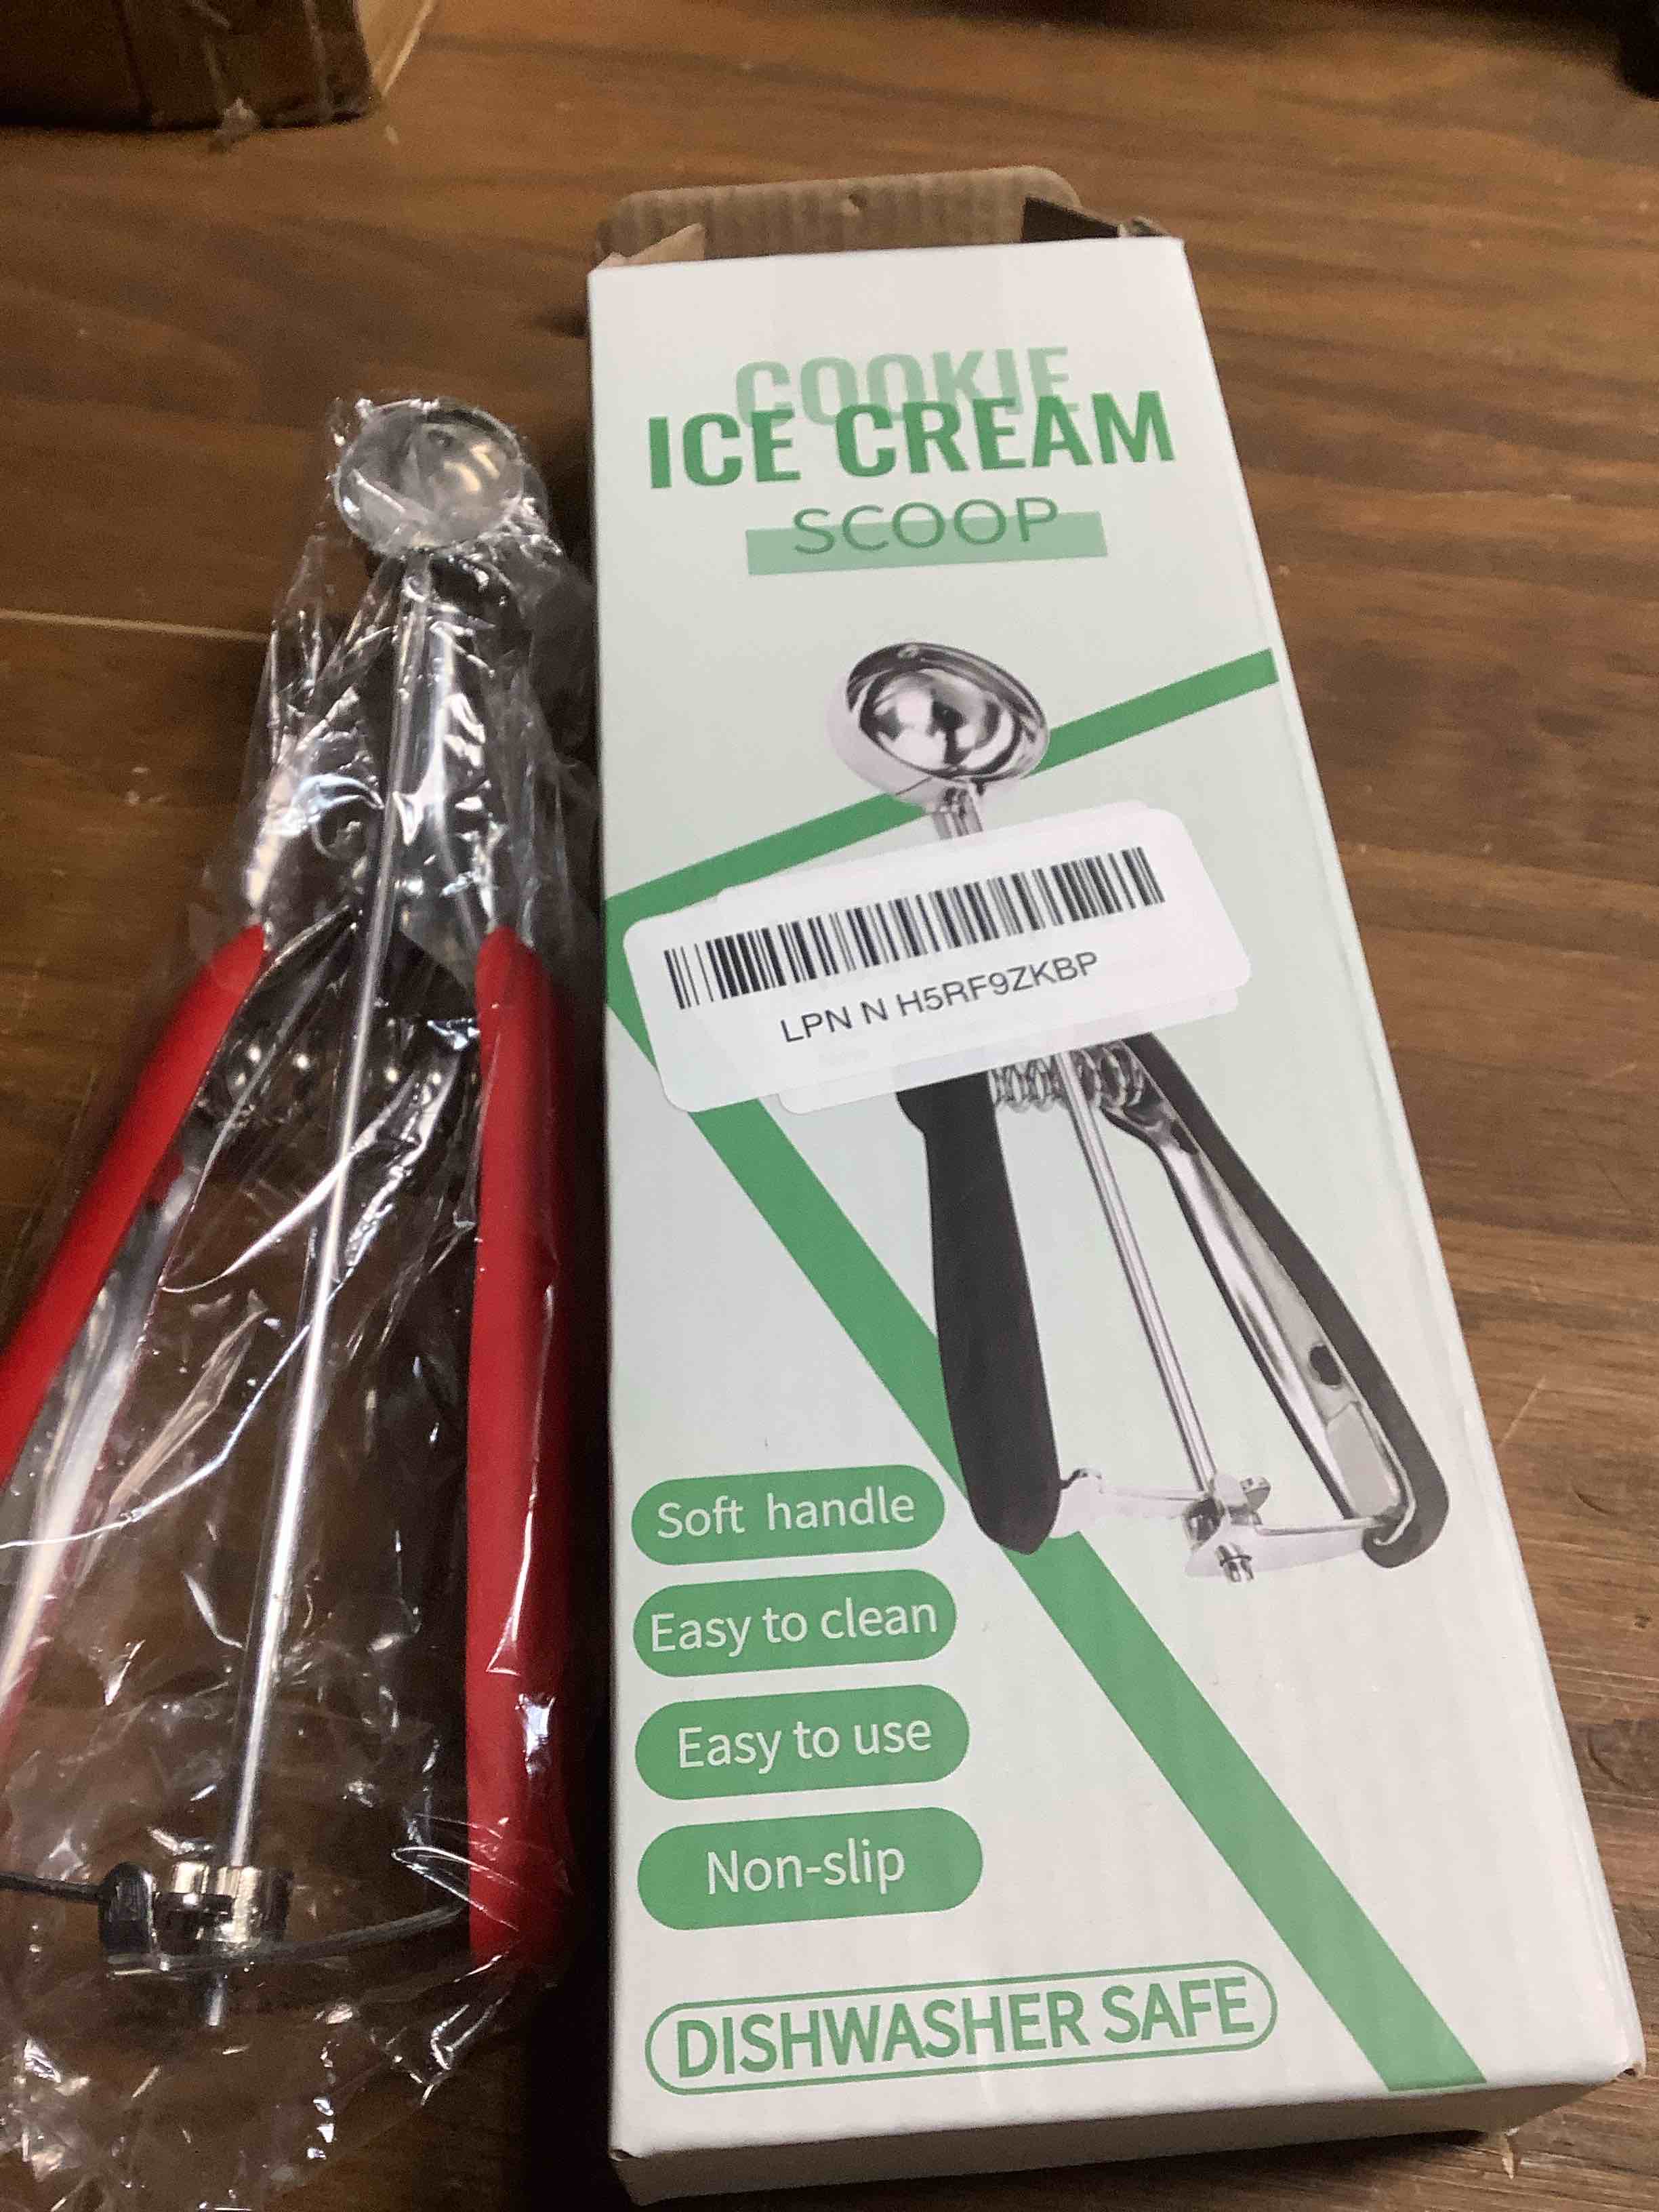 COOKIE
ICE CREAM
SCOOP
LPN N H5RF9ZKBP
Soft handle
Easy to clean
Easy to use
Non-slip
DISHWASHER SAFE